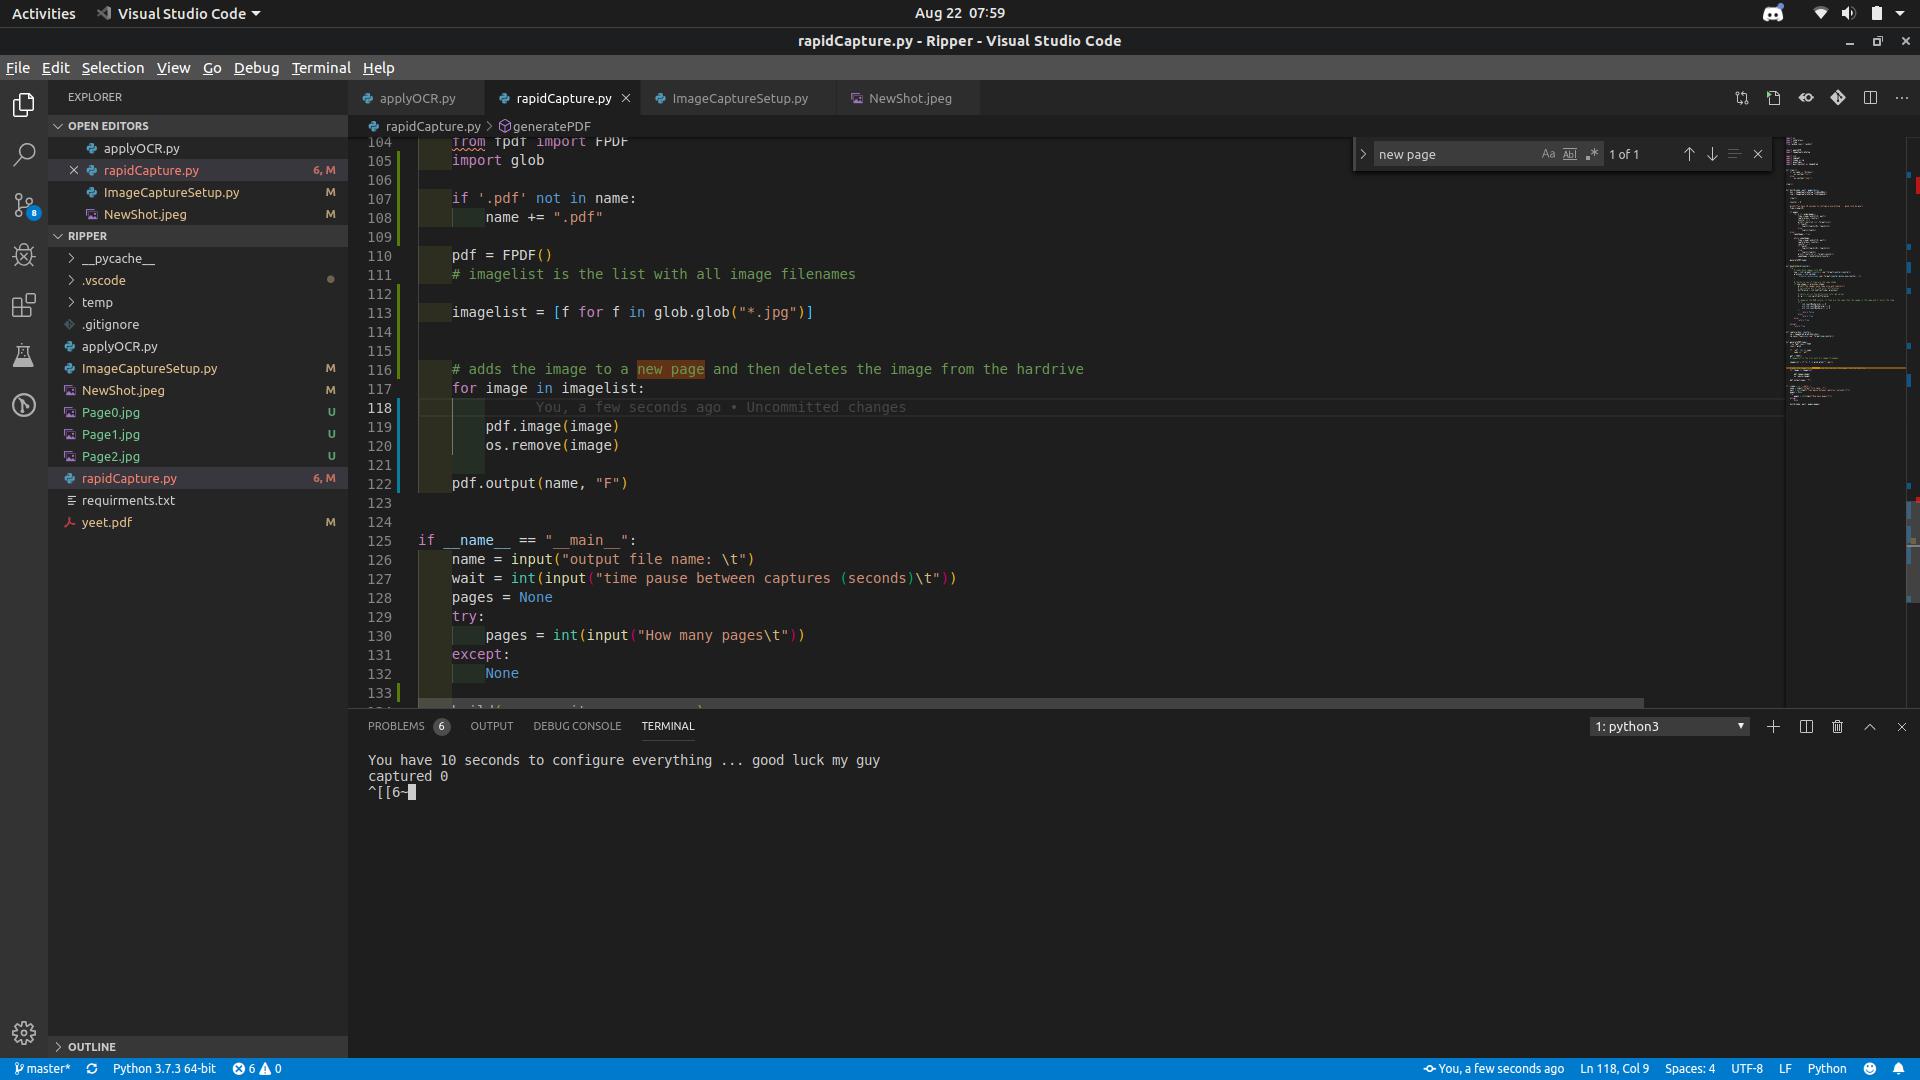 Activities
Visual Studio Code
Aug 22 07:59
rapidCapture.py - Ripper - Visual Studio Code
File Edit Selection View Go Debug Terminal Help
EXPLORER
OPEN EDITORS
applyOCR.py
rapidCapture.py 6, M
ImageCaptureSetup.py M
NewShot.jpeg M
8
RIPPER
__pycache__
.vscode
temp
.gitignore
applyOCR.py
ImageCaptureSetup.py M
NewShot.jpeg M
Page0.jpg U
Page1.jpg U
Page2.jpg U
rapidCapture.py 6, M
requirments.txt
yeet.pdf M
OUTLINE
applyOCR.py rapidCapture.py ImageCaptureSetup.py NewShot.jpeg
rapidCapture.py > generatePDF
new page Aa Abl .* 1 of 1
104 from fpdf import FPDF
105 import glob
106
107 if '.pdf' not in name:
108 name += ".pdf"
109
110 pdf = FPDF()
111 # imagelist is the list with all image filenames
112
113 imagelist = [f for f in glob.glob("*.jpg")]
114
115
116 # adds the image to a new page and then deletes the image from the hardrive
117 for image in imagelist:
118 You, a few seconds ago • Uncommitted changes
119 pdf.image(image)
120 os.remove(image)
121
122 pdf.output(name, "F")
123
124
125 if __name__ == "__main__":
126 name = input("output file name: \t")
127 wait = int(input("time pause between captures (seconds)\t"))
128 pages = None
129 try:
130 pages = int(input("How many pages\t"))
131 except:
132 None
133
PROBLEMS 6 OUTPUT DEBUG CONSOLE TERMINAL
1: python3
You have 10 seconds to configure everything ... good luck my guy
captured 0
^[[6~
master* Python 3.7.3 64-bit 6 0
You, a few seconds ago Ln 118, Col 9 Spaces: 4 UTF-8 LF Python